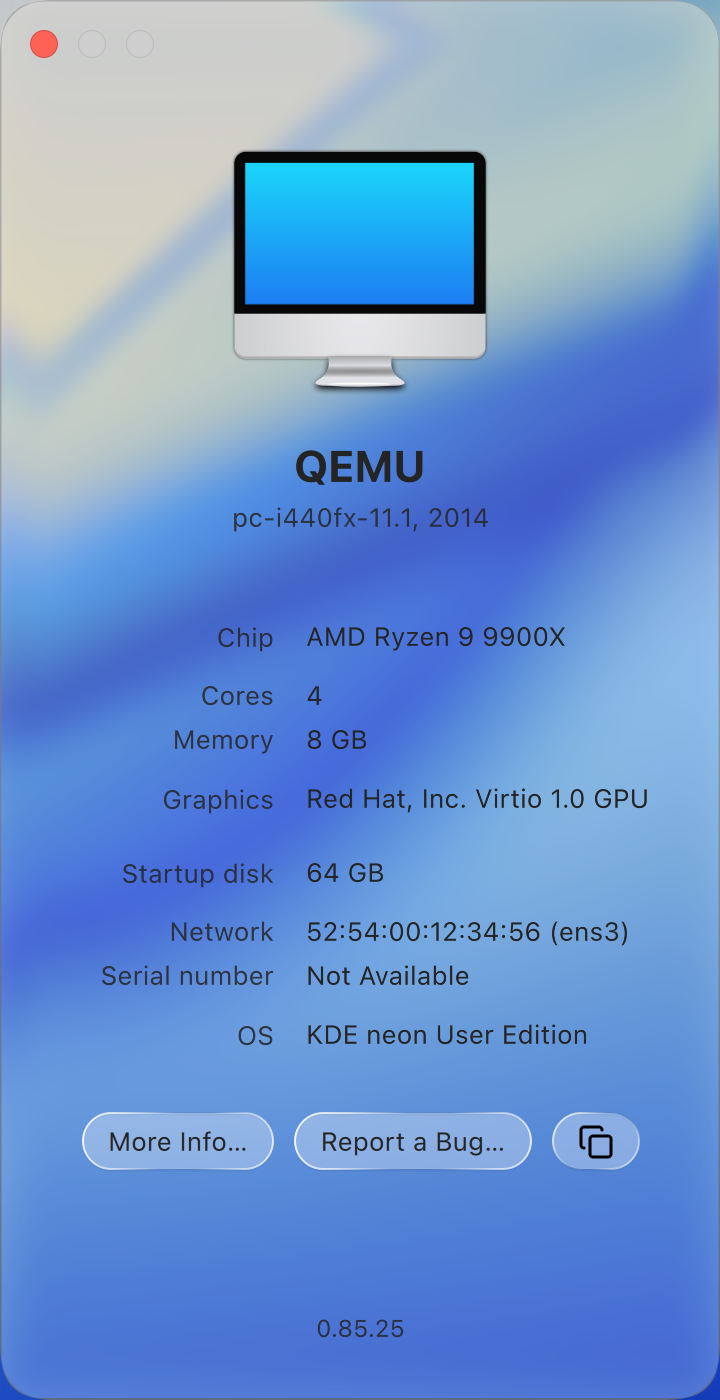 QEMU
pc-i440fx-11.1, 2014
Chip AMD Ryzen 9 9900X
Cores 4
Memory 8 GB
Graphics Red Hat, Inc. Virtio 1.0 GPU
Startup disk 64 GB
Network 52:54:00:12:34:56 (ens3)
Serial number Not Available
OS KDE neon User Edition
More Info... Report a Bug...
0.85.25